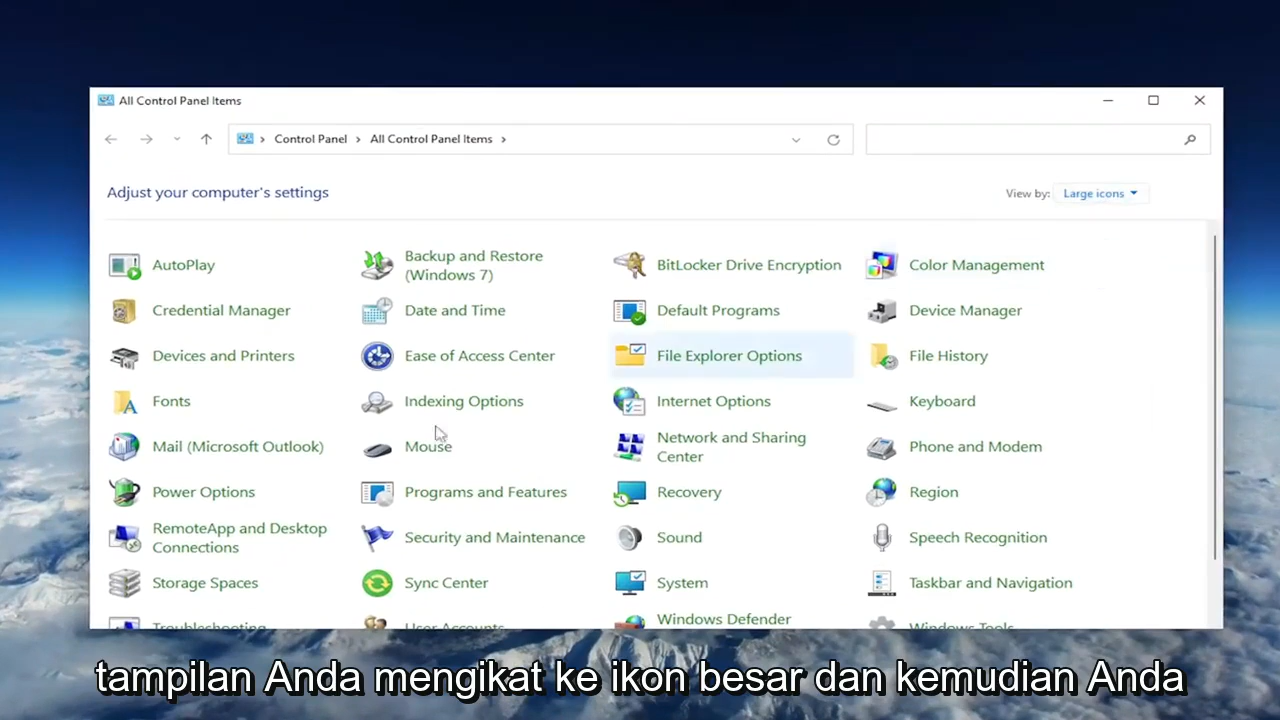 All Control Panel Items
Control Panel > All Control Panel Items >
Adjust your computer's settings
View by: Large icons
AutoPlay
Backup and Restore
(Windows 7)
BitLocker Drive Encryption
Color Management
Credential Manager
Date and Time
Default Programs
Device Manager
Devices and Printers
Ease of Access Center
File Explorer Options
File History
Fonts
Indexing Options
Internet Options
Keyboard
Mail (Microsoft Outlook)
Mouse
Network and Sharing
Center
Phone and Modem
Power Options
Programs and Features
Recovery
Region
RemoteApp and Desktop
Connections
Security and Maintenance
Sound
Speech Recognition
Storage Spaces
Sync Center
System
Taskbar and Navigation
Troubleshooting
User Accounts
Windows Defender
Windows Tools
tampilan Anda mengikat ke ikon besar dan kemudian Anda